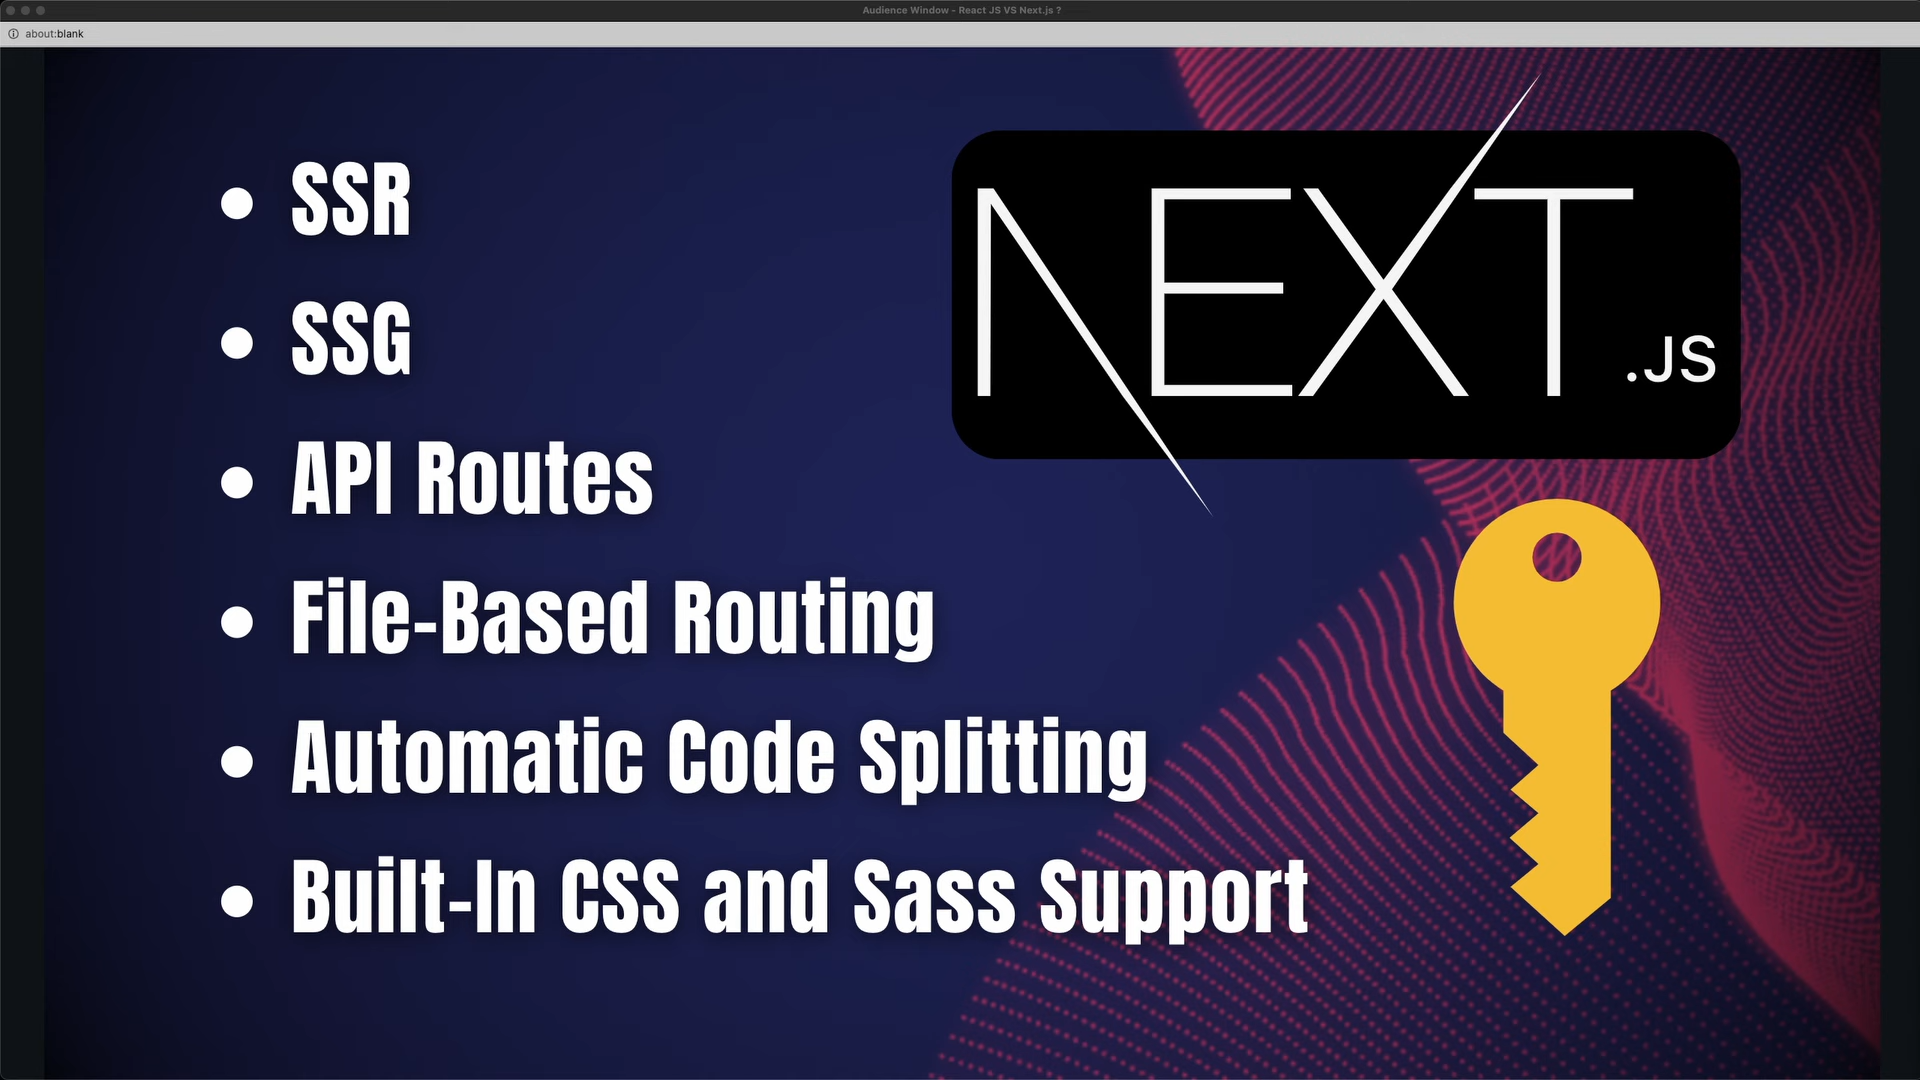 Audience Window - React JS VS Next.js ?
about:blank
SSR
SSG
API Routes
File-Based Routing
Automatic Code Splitting
Built-In CSS and Sass Support
NEXT.JS